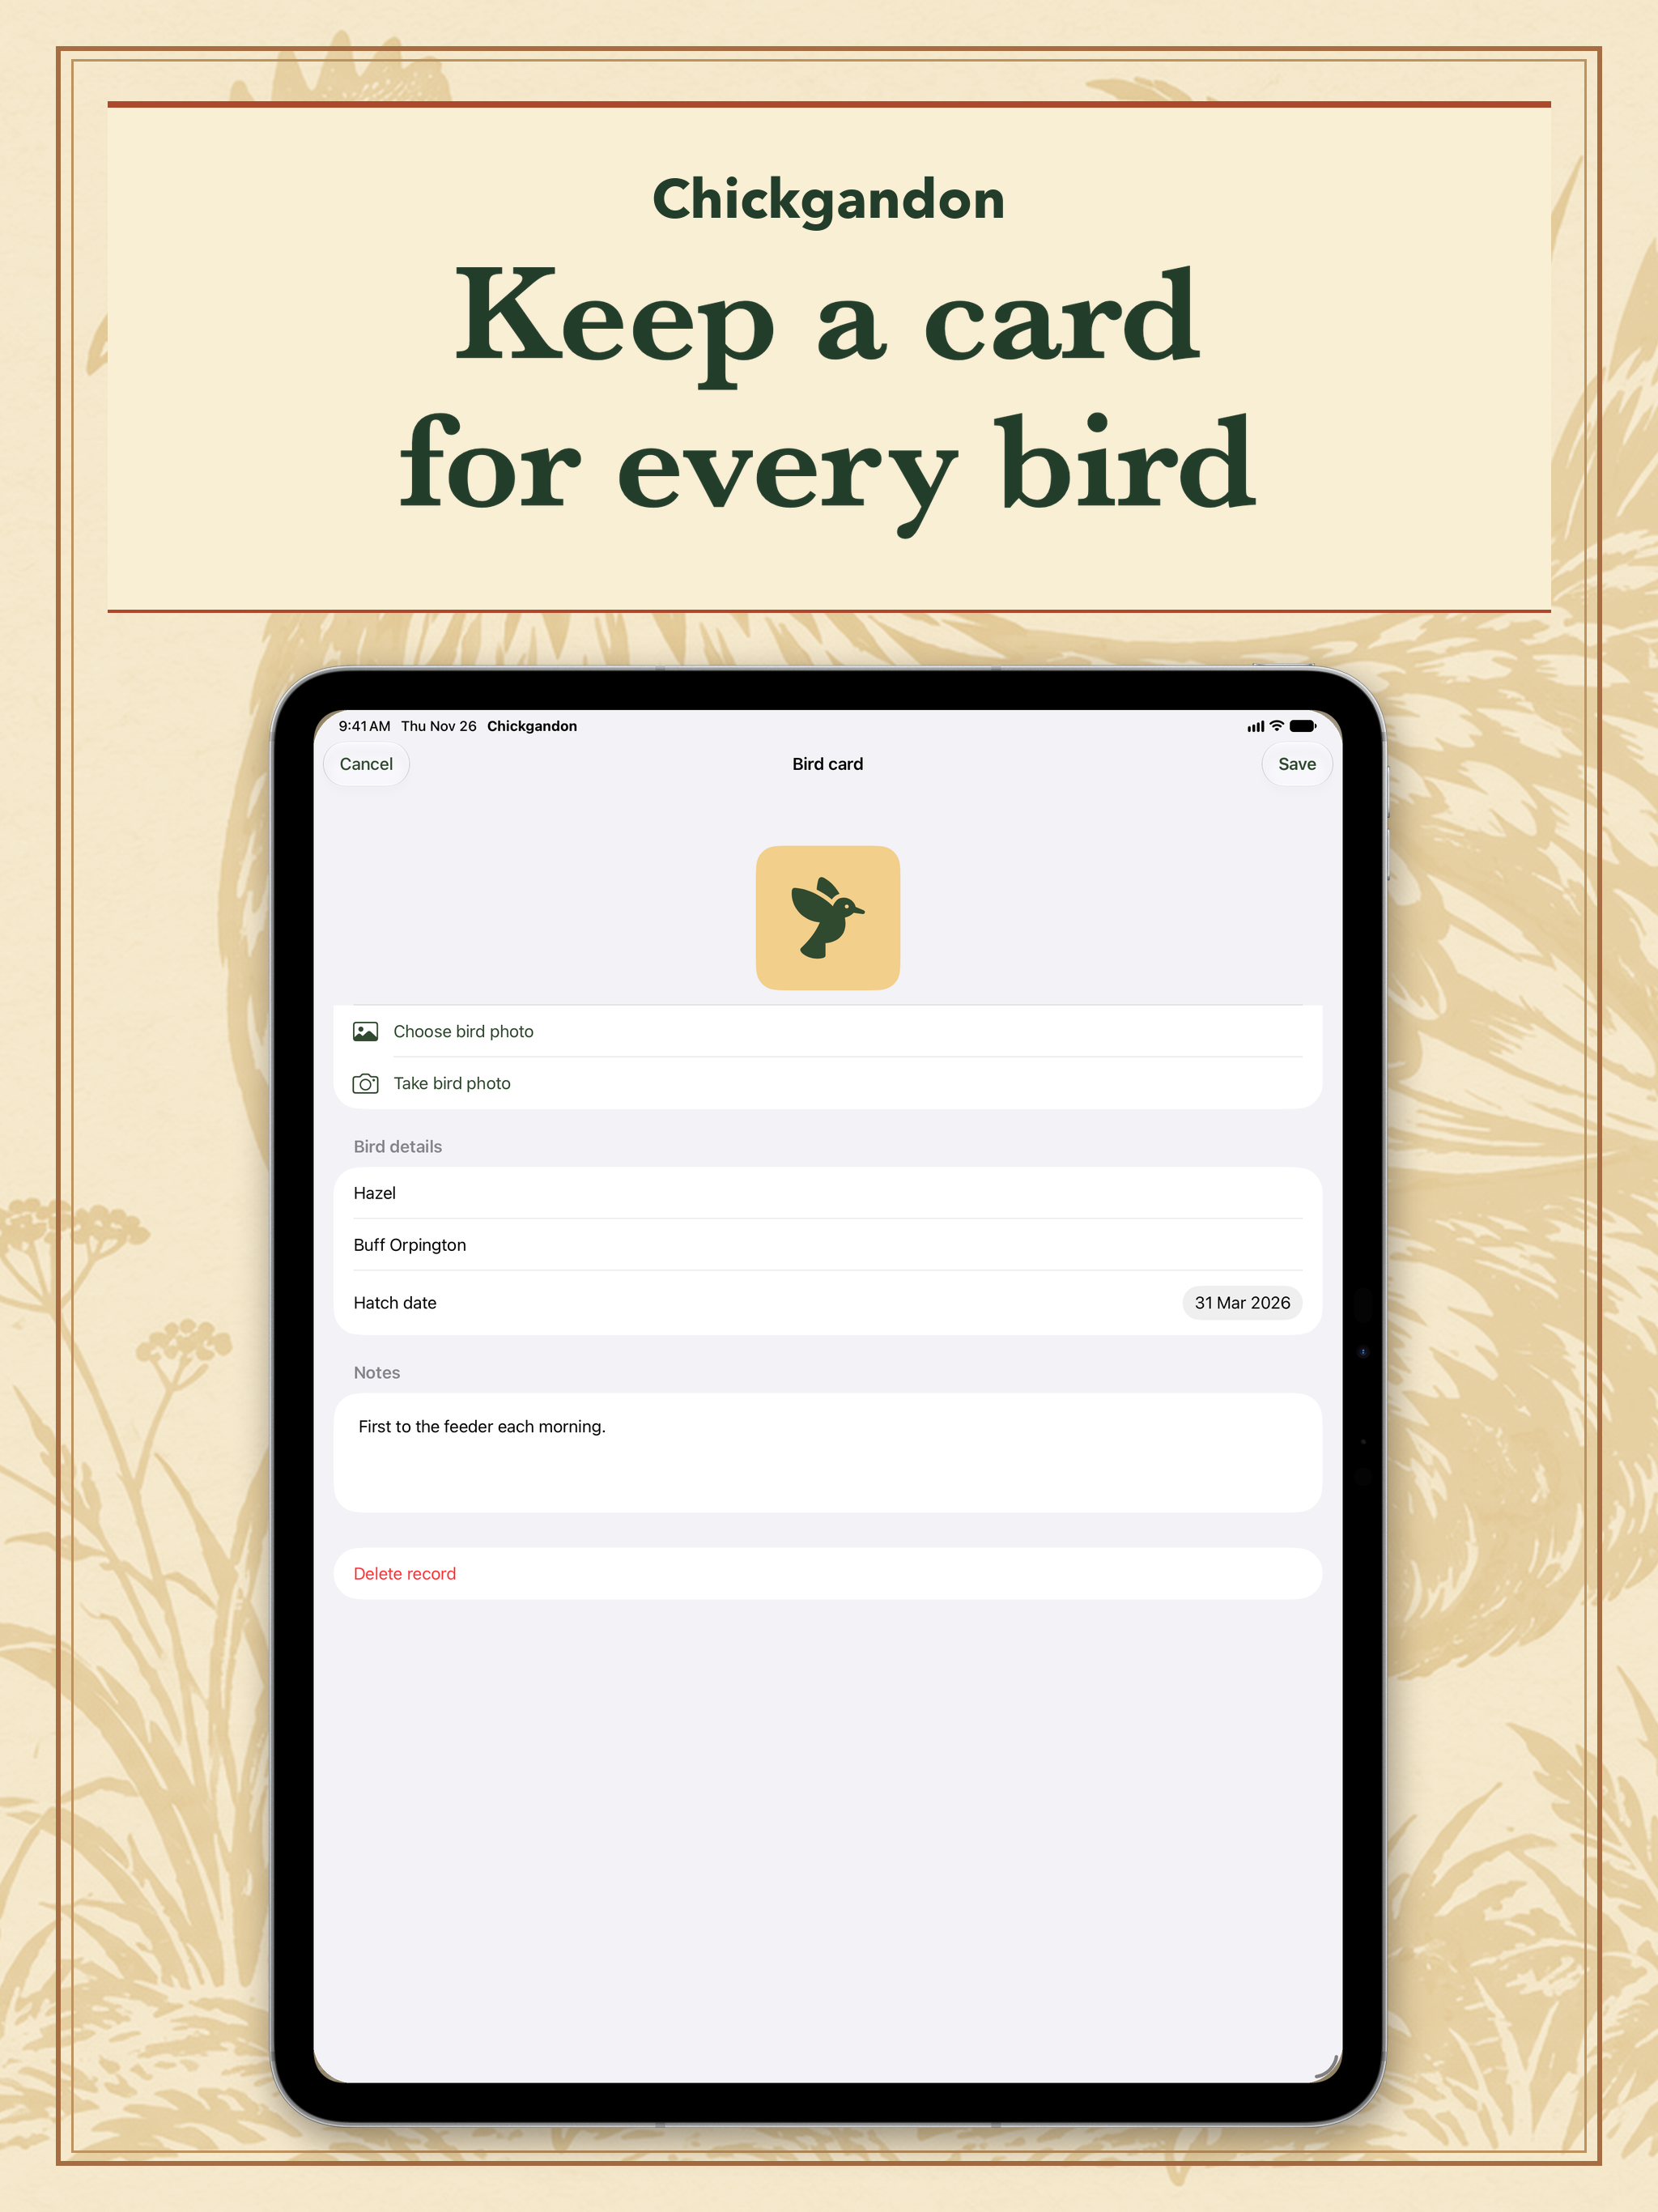 Chickgandon
Keep a card
for every bird
9:41 AM Thu Nov 26 Chickgandon
Cancel Bird card Save
Choose bird photo
Take bird photo
Bird details
Hazel
Buff Orpington
Hatch date 31 Mar 2026
Notes
First to the feeder each morning.
Delete record